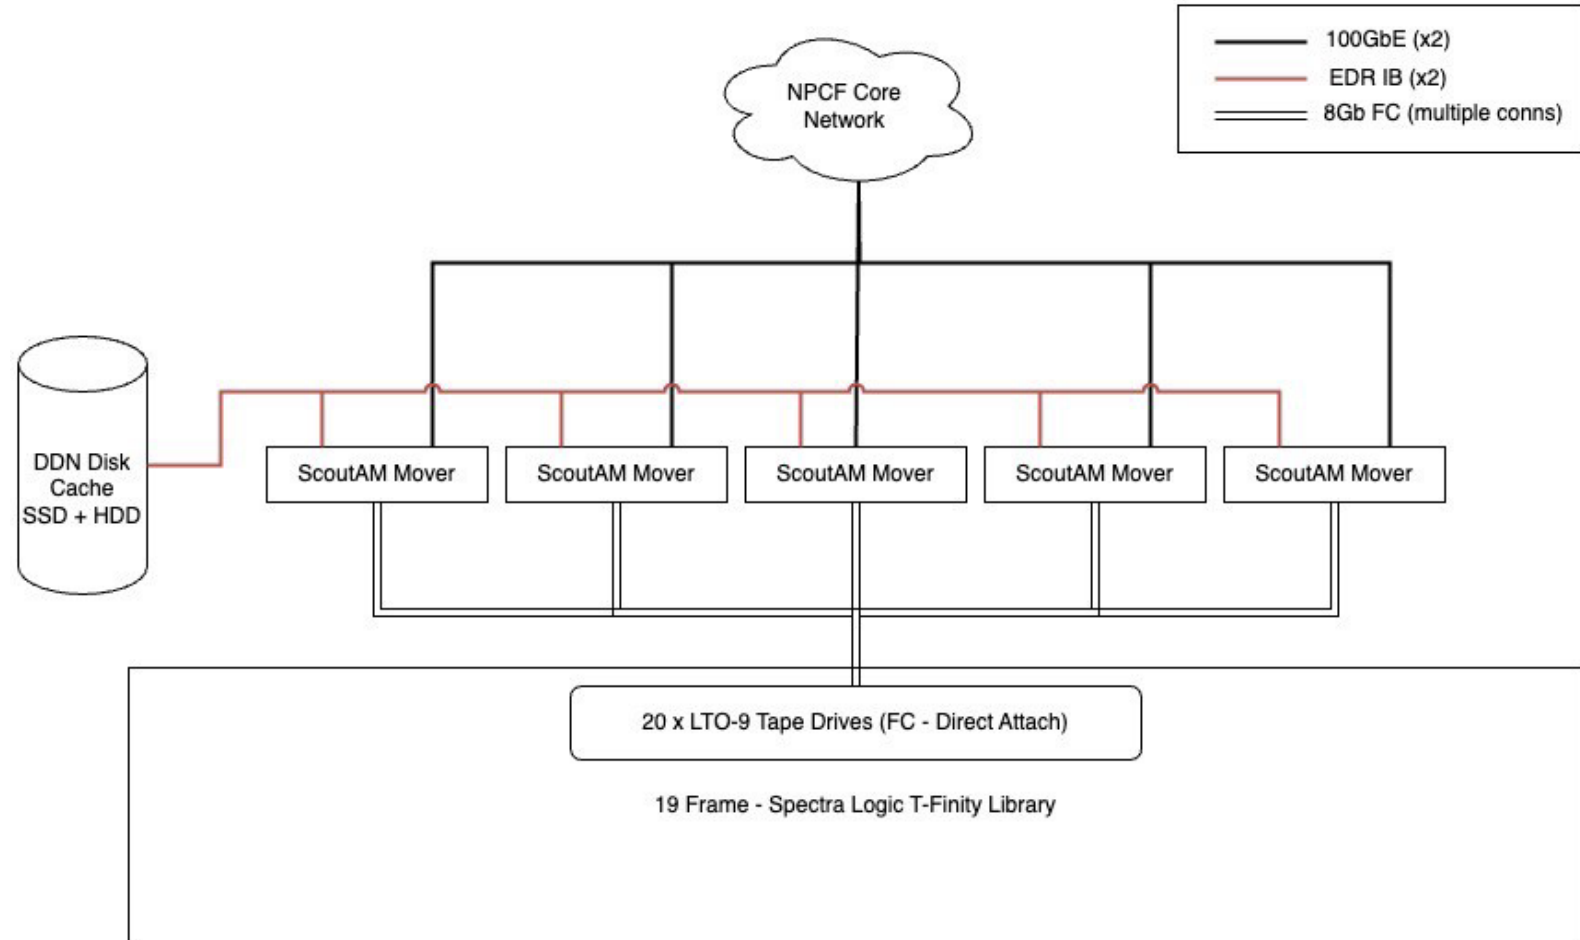 100GbE (x2)
EDR IB (x2)
8Gb FC (multiple conns)
NPCF Core
Network
DDN Disk
Cache
SSD + HDD
ScoutAM Mover
ScoutAM Mover
ScoutAM Mover
ScoutAM Mover
ScoutAM Mover
20 x LTO-9 Tape Drives (FC - Direct Attach)
19 Frame - Spectra Logic T-Finity Library